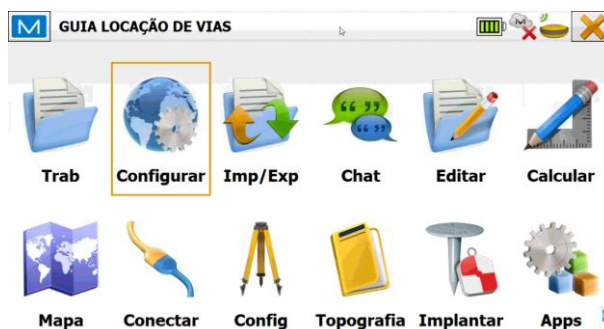 M GUIA LOCAÇÃO DE VIAS
Trab Configurar Imp/Exp Chat Editar Calcular
Mapa Conectar Config Topografia Implantar Apps